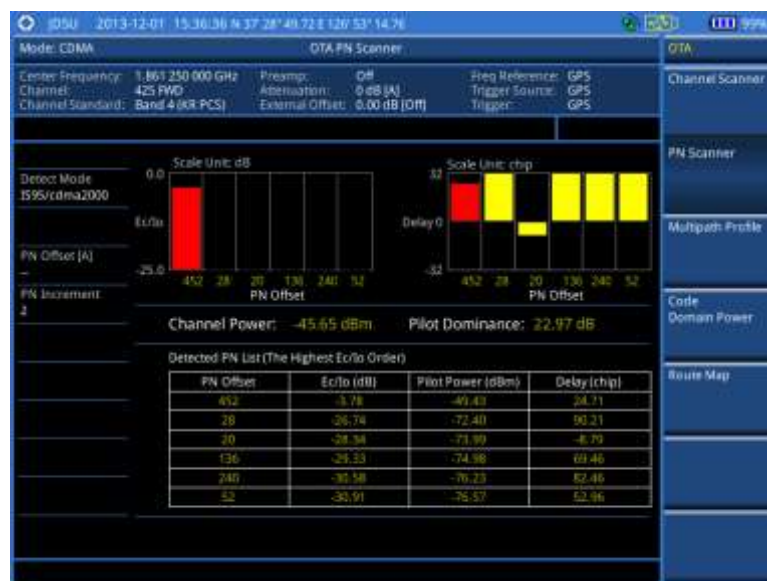 JDSU 2013-12-01 15:36:36 N 37° 28' 49.72 E 126° 53' 14.76 99%
Mode: CDMA
OTA PN Scanner
OTA
Center Frequency: 1.861 250 000 GHz
Preamp: Off
Freq Reference: GPS
Channel: 425 FWD
Attenuation: 0 dB [A]
Trigger Source: GPS
Channel Standard: Band 4 (KR PCS)
External Offset: 0.00 dB [Off]
Trigger: GPS
Channel Scanner
PN Scanner
Multipath Profile
Code
Domain Power
Route Map
Detect Mode
IS95/cdma2000
PN Offset [A]
--
PN Increment
2
Scale Unit: dB
0.0
Ec/Io
-25.0
452 28 20 136 240 52
PN Offset
Scale Unit: chip
32
Delay 0
-32
452 28 20 136 240 52
PN Offset
Channel Power: -45.65 dBm
Pilot Dominance: 22.97 dB
Detected PN List (The Highest Ec/Io Order)
PN Offset Ec/Io (dB) Pilot Power (dBm) Delay (chip)
452 -3.78 -49.43 24.71
28 -26.74 -72.40 90.21
20 -28.34 -73.99 -8.79
136 -29.33 -74.98 69.46
240 -30.58 -76.23 82.46
52 -30.91 -76.57 52.96